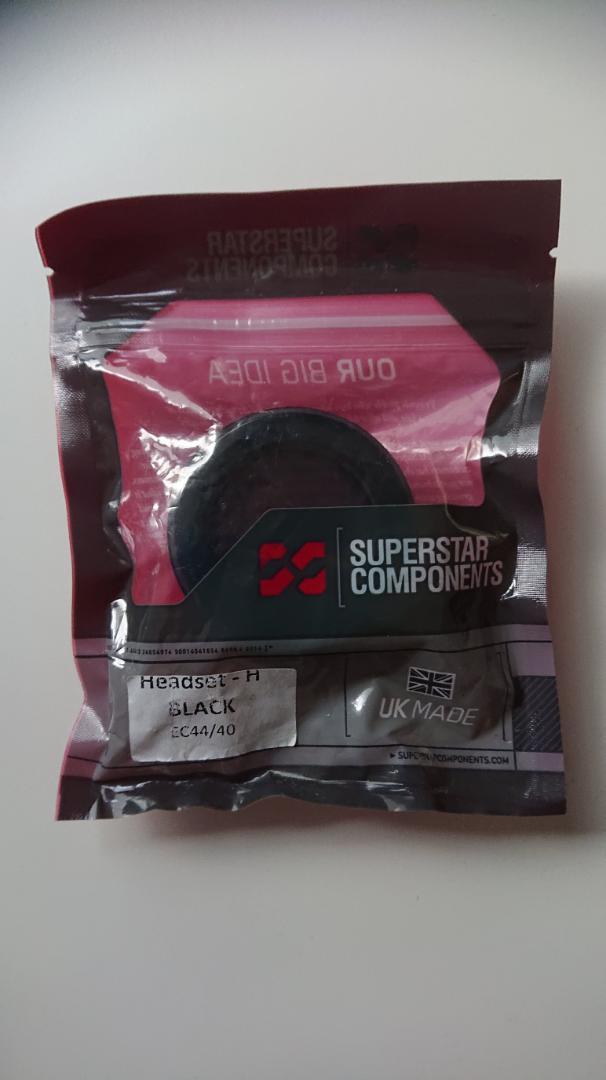 SUPERSTAR
COMPONENTS
OUR BIG IDEA
SUPERSTAR
COMPONENTS
Headset - H
BLACK
EC44/40
UK MADE